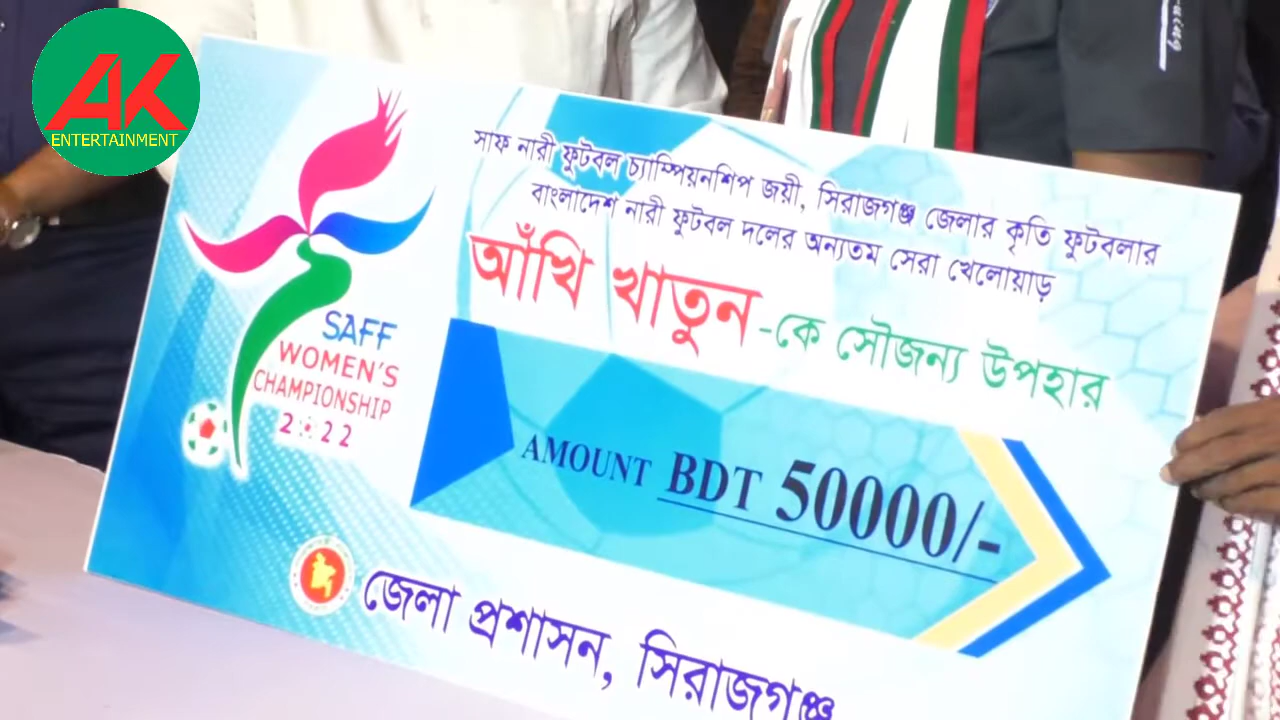 AK
ENTERTAINMENT
সাফ নারী ফুটবল চ্যাম্পিয়নশিপ জয়ী, সিরাজগঞ্জ জেলার কৃতি ফুটবলার
বাংলাদেশ নারী ফুটবল দলের অন্যতম সেরা খেলোয়াড়
আঁখি খাতুন -কে সৌজন্য উপহার
SAFF
WOMEN'S
CHAMPIONSHIP
2022
AMOUNT BDT 50000/-
জেলা প্রশাসন, সিরাজগঞ্জ